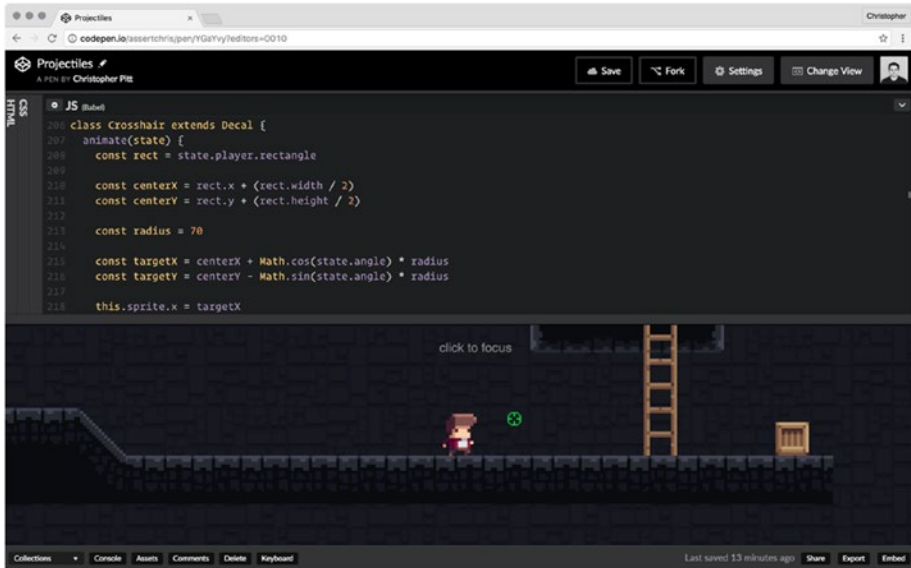 Projectiles
Christopher
codepen.io/assertchris/pen/YGaYvy?editors=0010
Projectiles
A PEN BY Christopher Pitt
Save
Fork
Settings
Change View
HTML
CSS
JS (Babel)
206 class Crosshair extends Decal {
207 animate(state) {
208 const rect = state.player.rectangle
209
210 const centerX = rect.x + (rect.width / 2)
211 const centerY = rect.y + (rect.height / 2)
212
213 const radius = 70
214
215 const targetX = centerX + Math.cos(state.angle) * radius
216 const targetY = centerY - Math.sin(state.angle) * radius
217
218 this.sprite.x = targetX
click to focus
Collections
Console
Assets
Comments
Delete
Keyboard
Last saved 13 minutes ago
Share
Export
Embed